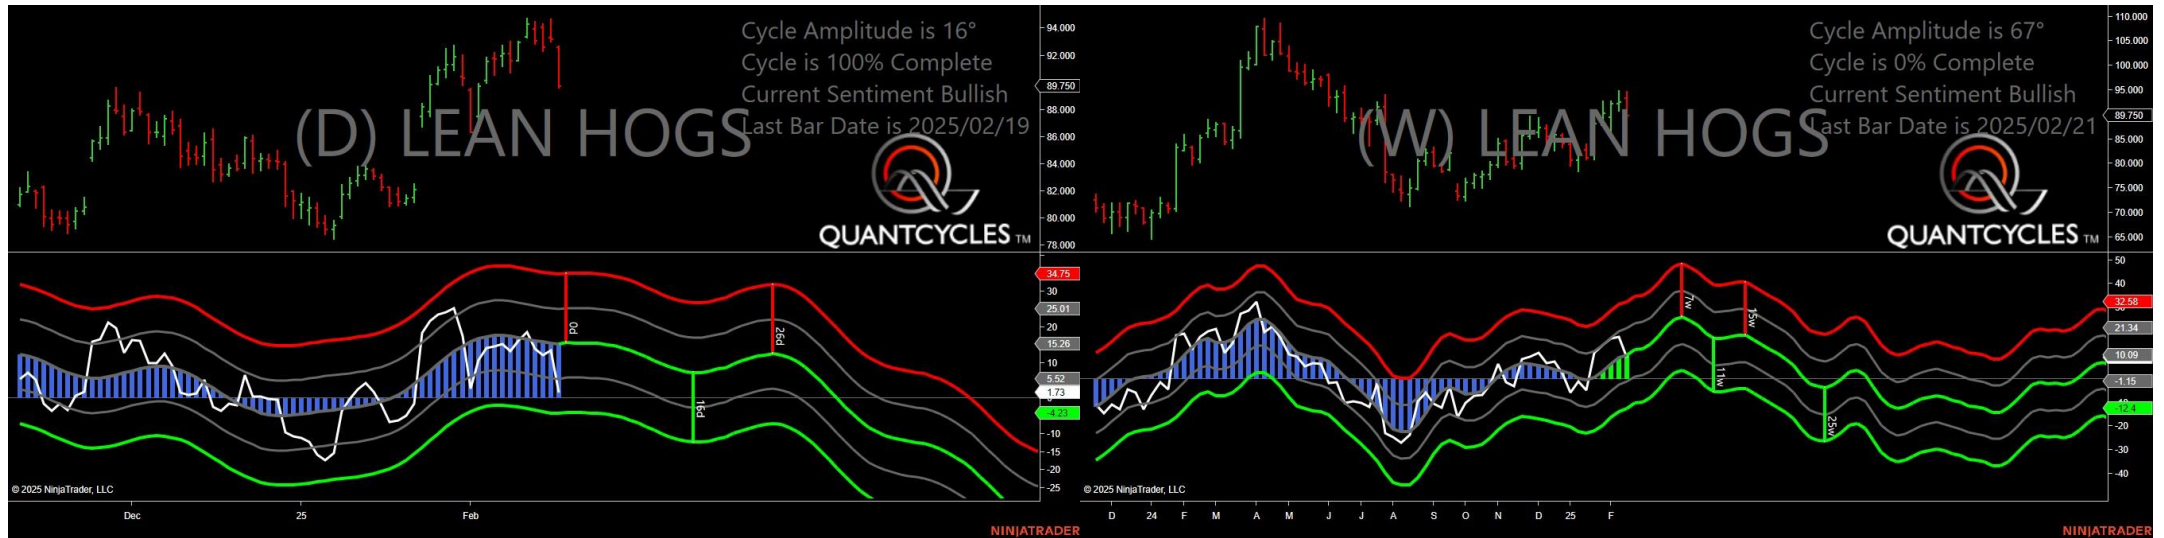 Cycle Amplitude is 16°
Cycle is 100% Complete
Current Sentiment Bullish
Last Bar Date is 2025/02/19
(D) LEAN HOGS
QUANTCYCLES TM
94.000
92.000
89.750
88.000
86.000
84.000
82.000
80.000
78.000
34.75
30
25.01
20
15.26
10
5.52
1.73
-4.23
-10
-15
-20
-25
0d
16d
26d
© 2025 NinjaTrader, LLC
Dec
25
Feb
NINJATRADER
Cycle Amplitude is 67°
Cycle is 0% Complete
Current Sentiment Bullish
Last Bar Date is 2025/02/21
(W) LEAN HOGS
QUANTCYCLES TM
110.000
105.000
100.000
95.000
89.750
85.000
80.000
75.000
70.000
65.000
50
40
32.58
21.34
10.09
-1.15
-12.4
-20
-30
-40
7w
11w
15w
25w
© 2025 NinjaTrader, LLC
D
24
F
M
A
M
J
J
A
S
O
N
D
25
F
NINJATRADER